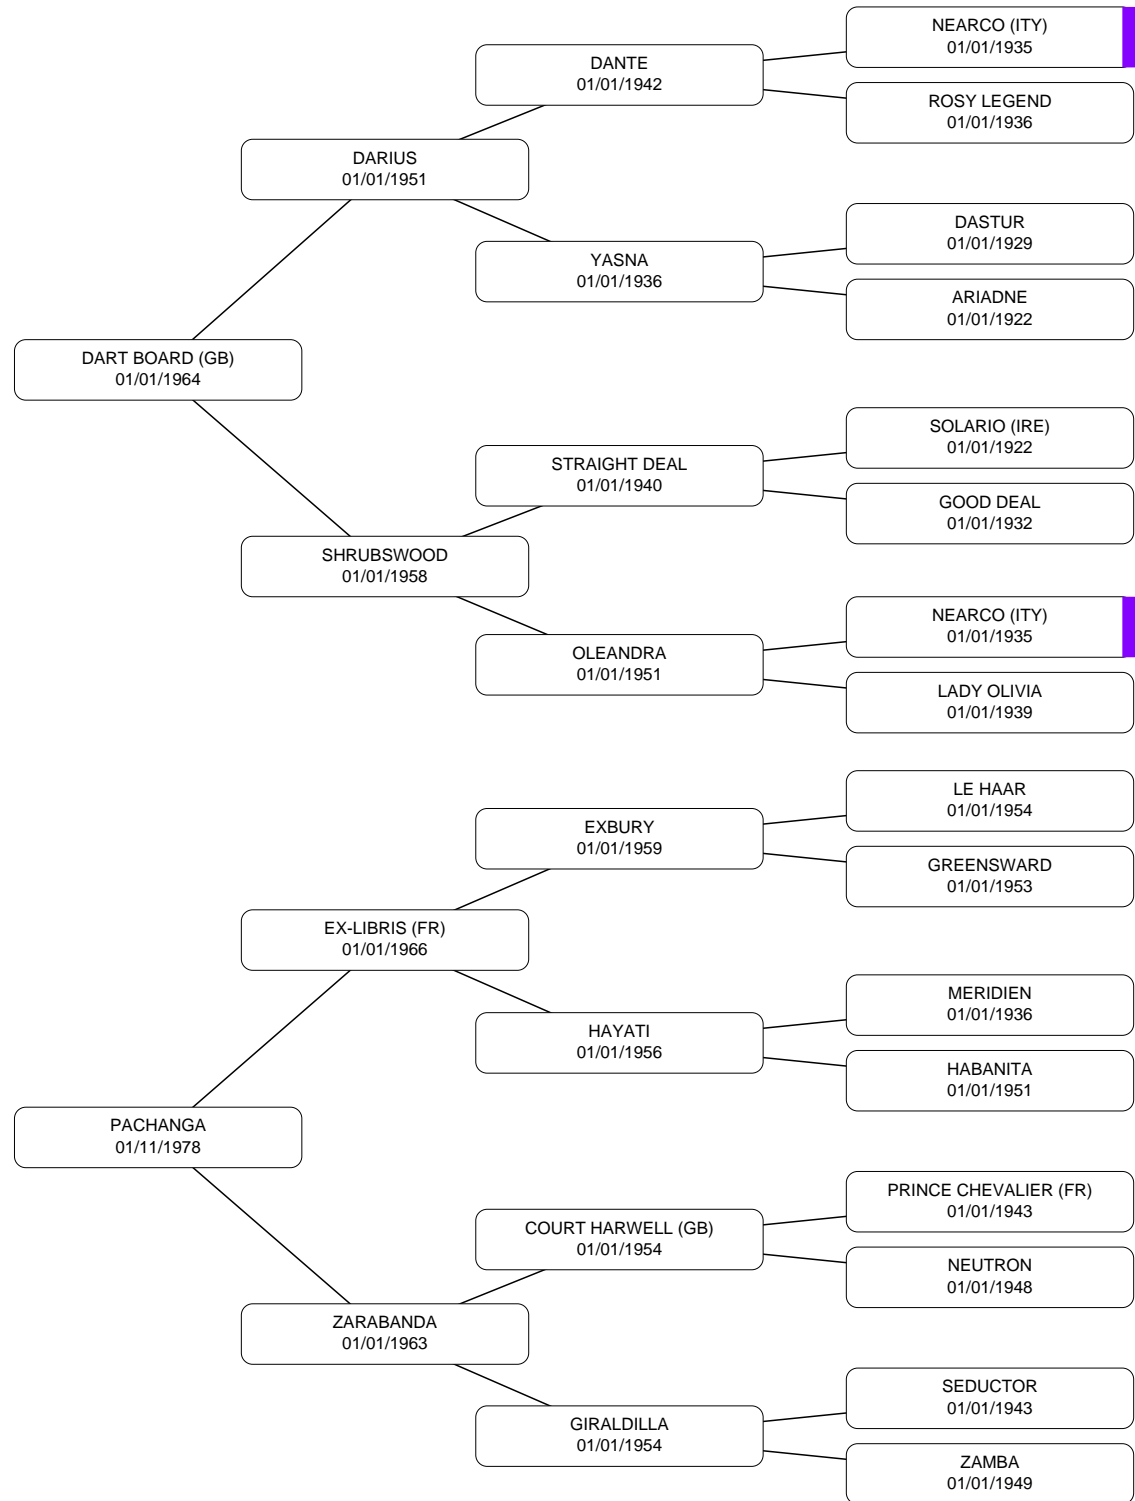 NEARCO (ITY)
01/01/1935
DANTE
01/01/1942
ROSY LEGEND
01/01/1936
DARIUS
01/01/1951
DASTUR
01/01/1929
YASNA
01/01/1936
ARIADNE
01/01/1922
DART BOARD (GB)
01/01/1964
SOLARIO (IRE)
01/01/1922
STRAIGHT DEAL
01/01/1940
GOOD DEAL
01/01/1932
SHRUBSWOOD
01/01/1958
NEARCO (ITY)
01/01/1935
OLEANDRA
01/01/1951
LADY OLIVIA
01/01/1939
LE HAAR
01/01/1954
EXBURY
01/01/1959
GREENSWARD
01/01/1953
EX-LIBRIS (FR)
01/01/1966
MERIDIEN
01/01/1936
HAYATI
01/01/1956
HABANITA
01/01/1951
PACHANGA
01/11/1978
PRINCE CHEVALIER (FR)
01/01/1943
COURT HARWELL (GB)
01/01/1954
NEUTRON
01/01/1948
ZARABANDA
01/01/1963
SEDUCTOR
01/01/1943
GIRALDILLA
01/01/1954
ZAMBA
01/01/1949